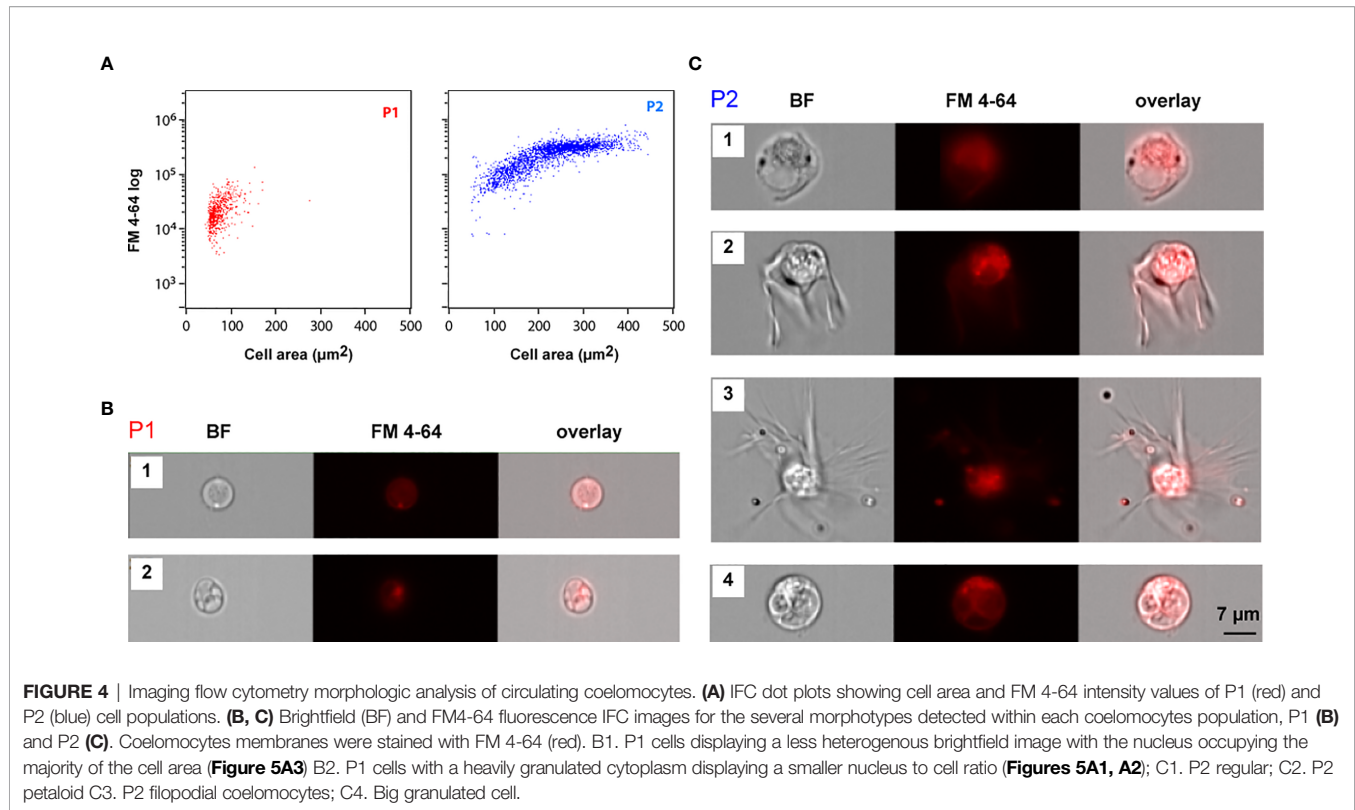 A
P1
P2
10⁶
10⁵
10⁴
10³
FM 4-64 log
0 100 200 300 400 500
0 100 200 300 400 500
Cell area (µm²)
Cell area (µm²)
B
P1 BF FM 4-64 overlay
1
2
C
P2 BF FM 4-64 overlay
1
2
3
4
7 µm
FIGURE 4 | Imaging flow cytometry morphologic analysis of circulating coelomocytes. (A) IFC dot plots showing cell area and FM 4-64 intensity values of P1 (red) and
P2 (blue) cell populations. (B, C) Brightfield (BF) and FM4-64 fluorescence IFC images for the several morphotypes detected within each coelomocytes population, P1 (B)
and P2 (C). Coelomocytes membranes were stained with FM 4-64 (red). B1. P1 cells displaying a less heterogenous brightfield image with the nucleus occupying the
majority of the cell area (Figure 5A3) B2. P1 cells with a heavily granulated cytoplasm displaying a smaller nucleus to cell ratio (Figures 5A1, A2); C1. P2 regular; C2. P2
petaloid C3. P2 filopodial coelomocytes; C4. Big granulated cell.